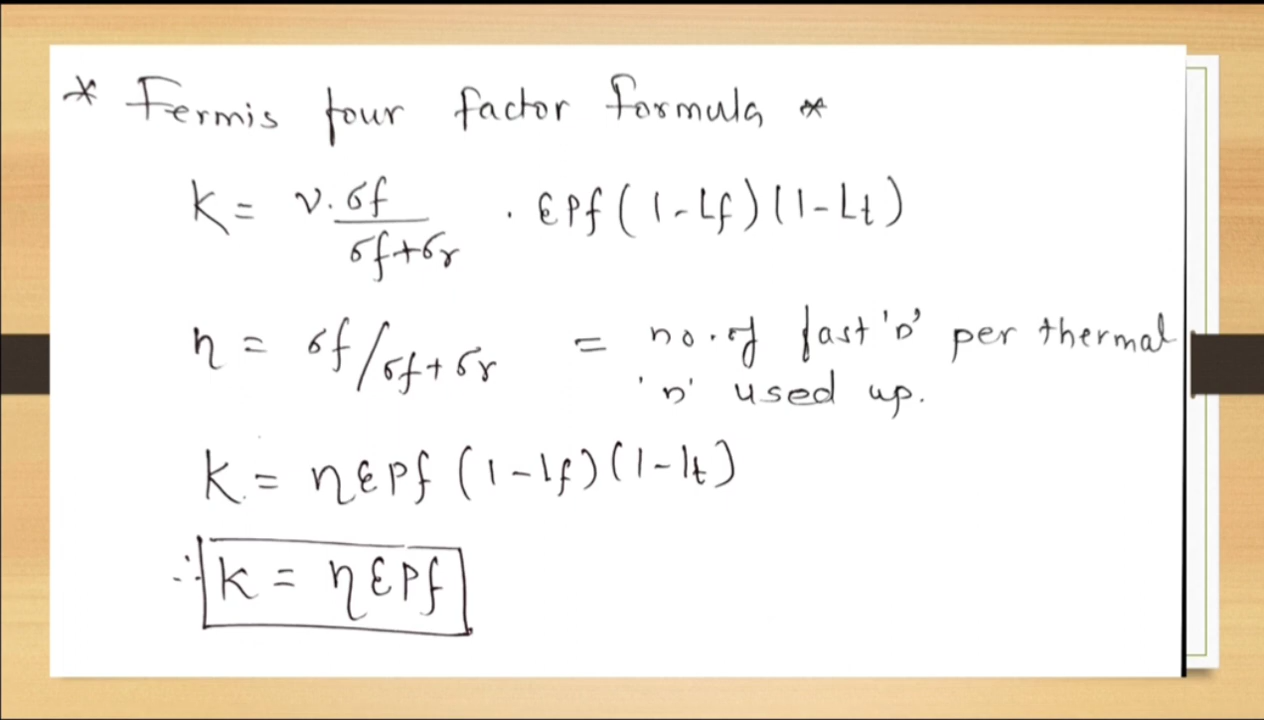 * Fermis four factor formula *
K = ν.σf / σf+σr . εPf(1-Lf)(1-Lt)
η = σf/σf+σr = no. of fast 'n' per thermal
'n' used up.
K = ηεPf (1-lf)(1-lt)
∴ K = ηεPf